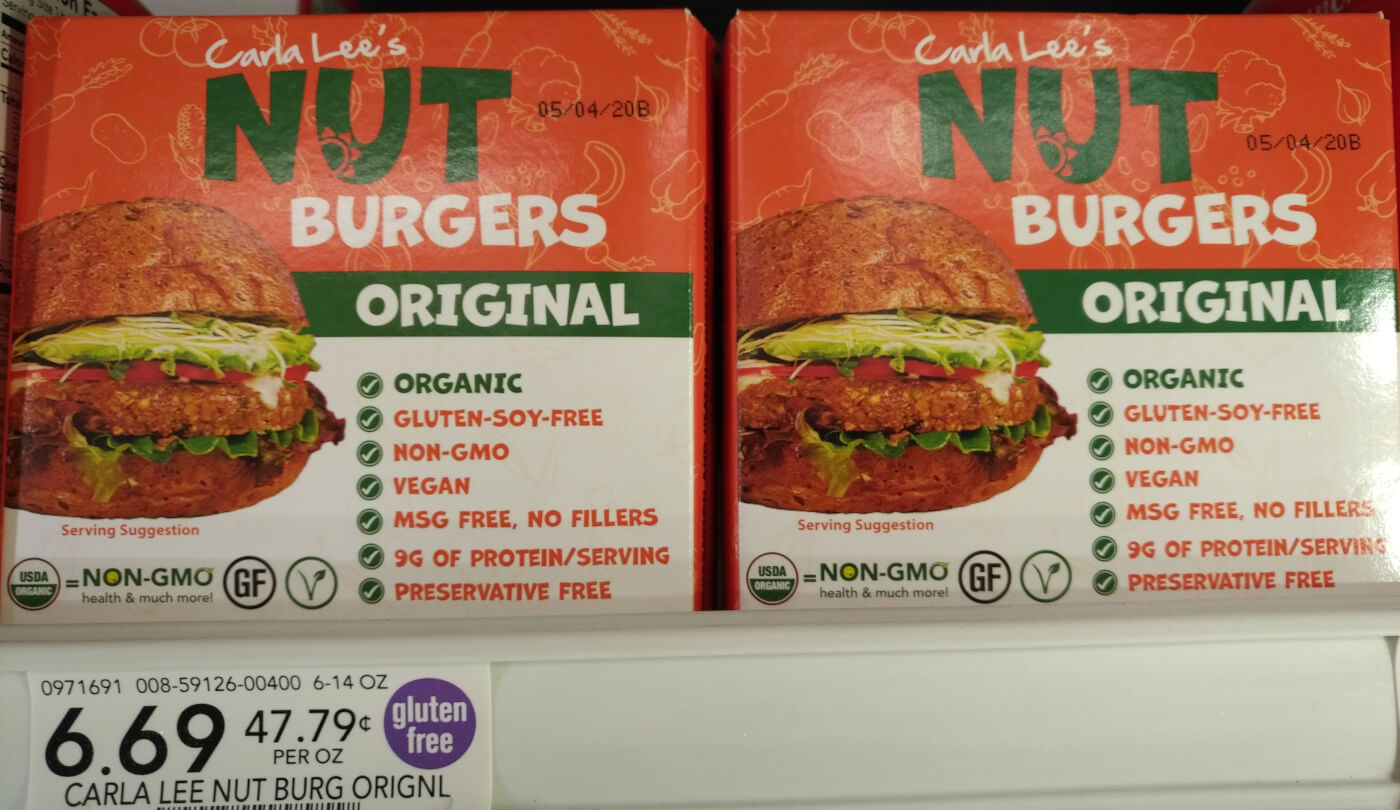 Carla Lee's
NUT
05/04/20B
BURGERS
ORIGINAL
ORGANIC
GLUTEN-SOY-FREE
NON-GMO
VEGAN
MSG FREE, NO FILLERS
9G OF PROTEIN/SERVING
PRESERVATIVE FREE
Serving Suggestion
USDA
ORGANIC
=NON-GMO
health & much more!
GF
V
Carla Lee's
NUT
05/04/20B
BURGERS
ORIGINAL
ORGANIC
GLUTEN-SOY-FREE
NON-GMO
VEGAN
MSG FREE, NO FILLERS
9G OF PROTEIN/SERVING
PRESERVATIVE FREE
Serving Suggestion
USDA
ORGANIC
=NON-GMO
health & much more!
GF
V
0971691 008-59126-00400 6-14 OZ
6.69 47.79¢
PER OZ
gluten
free
CARLA LEE NUT BURG ORIGNL